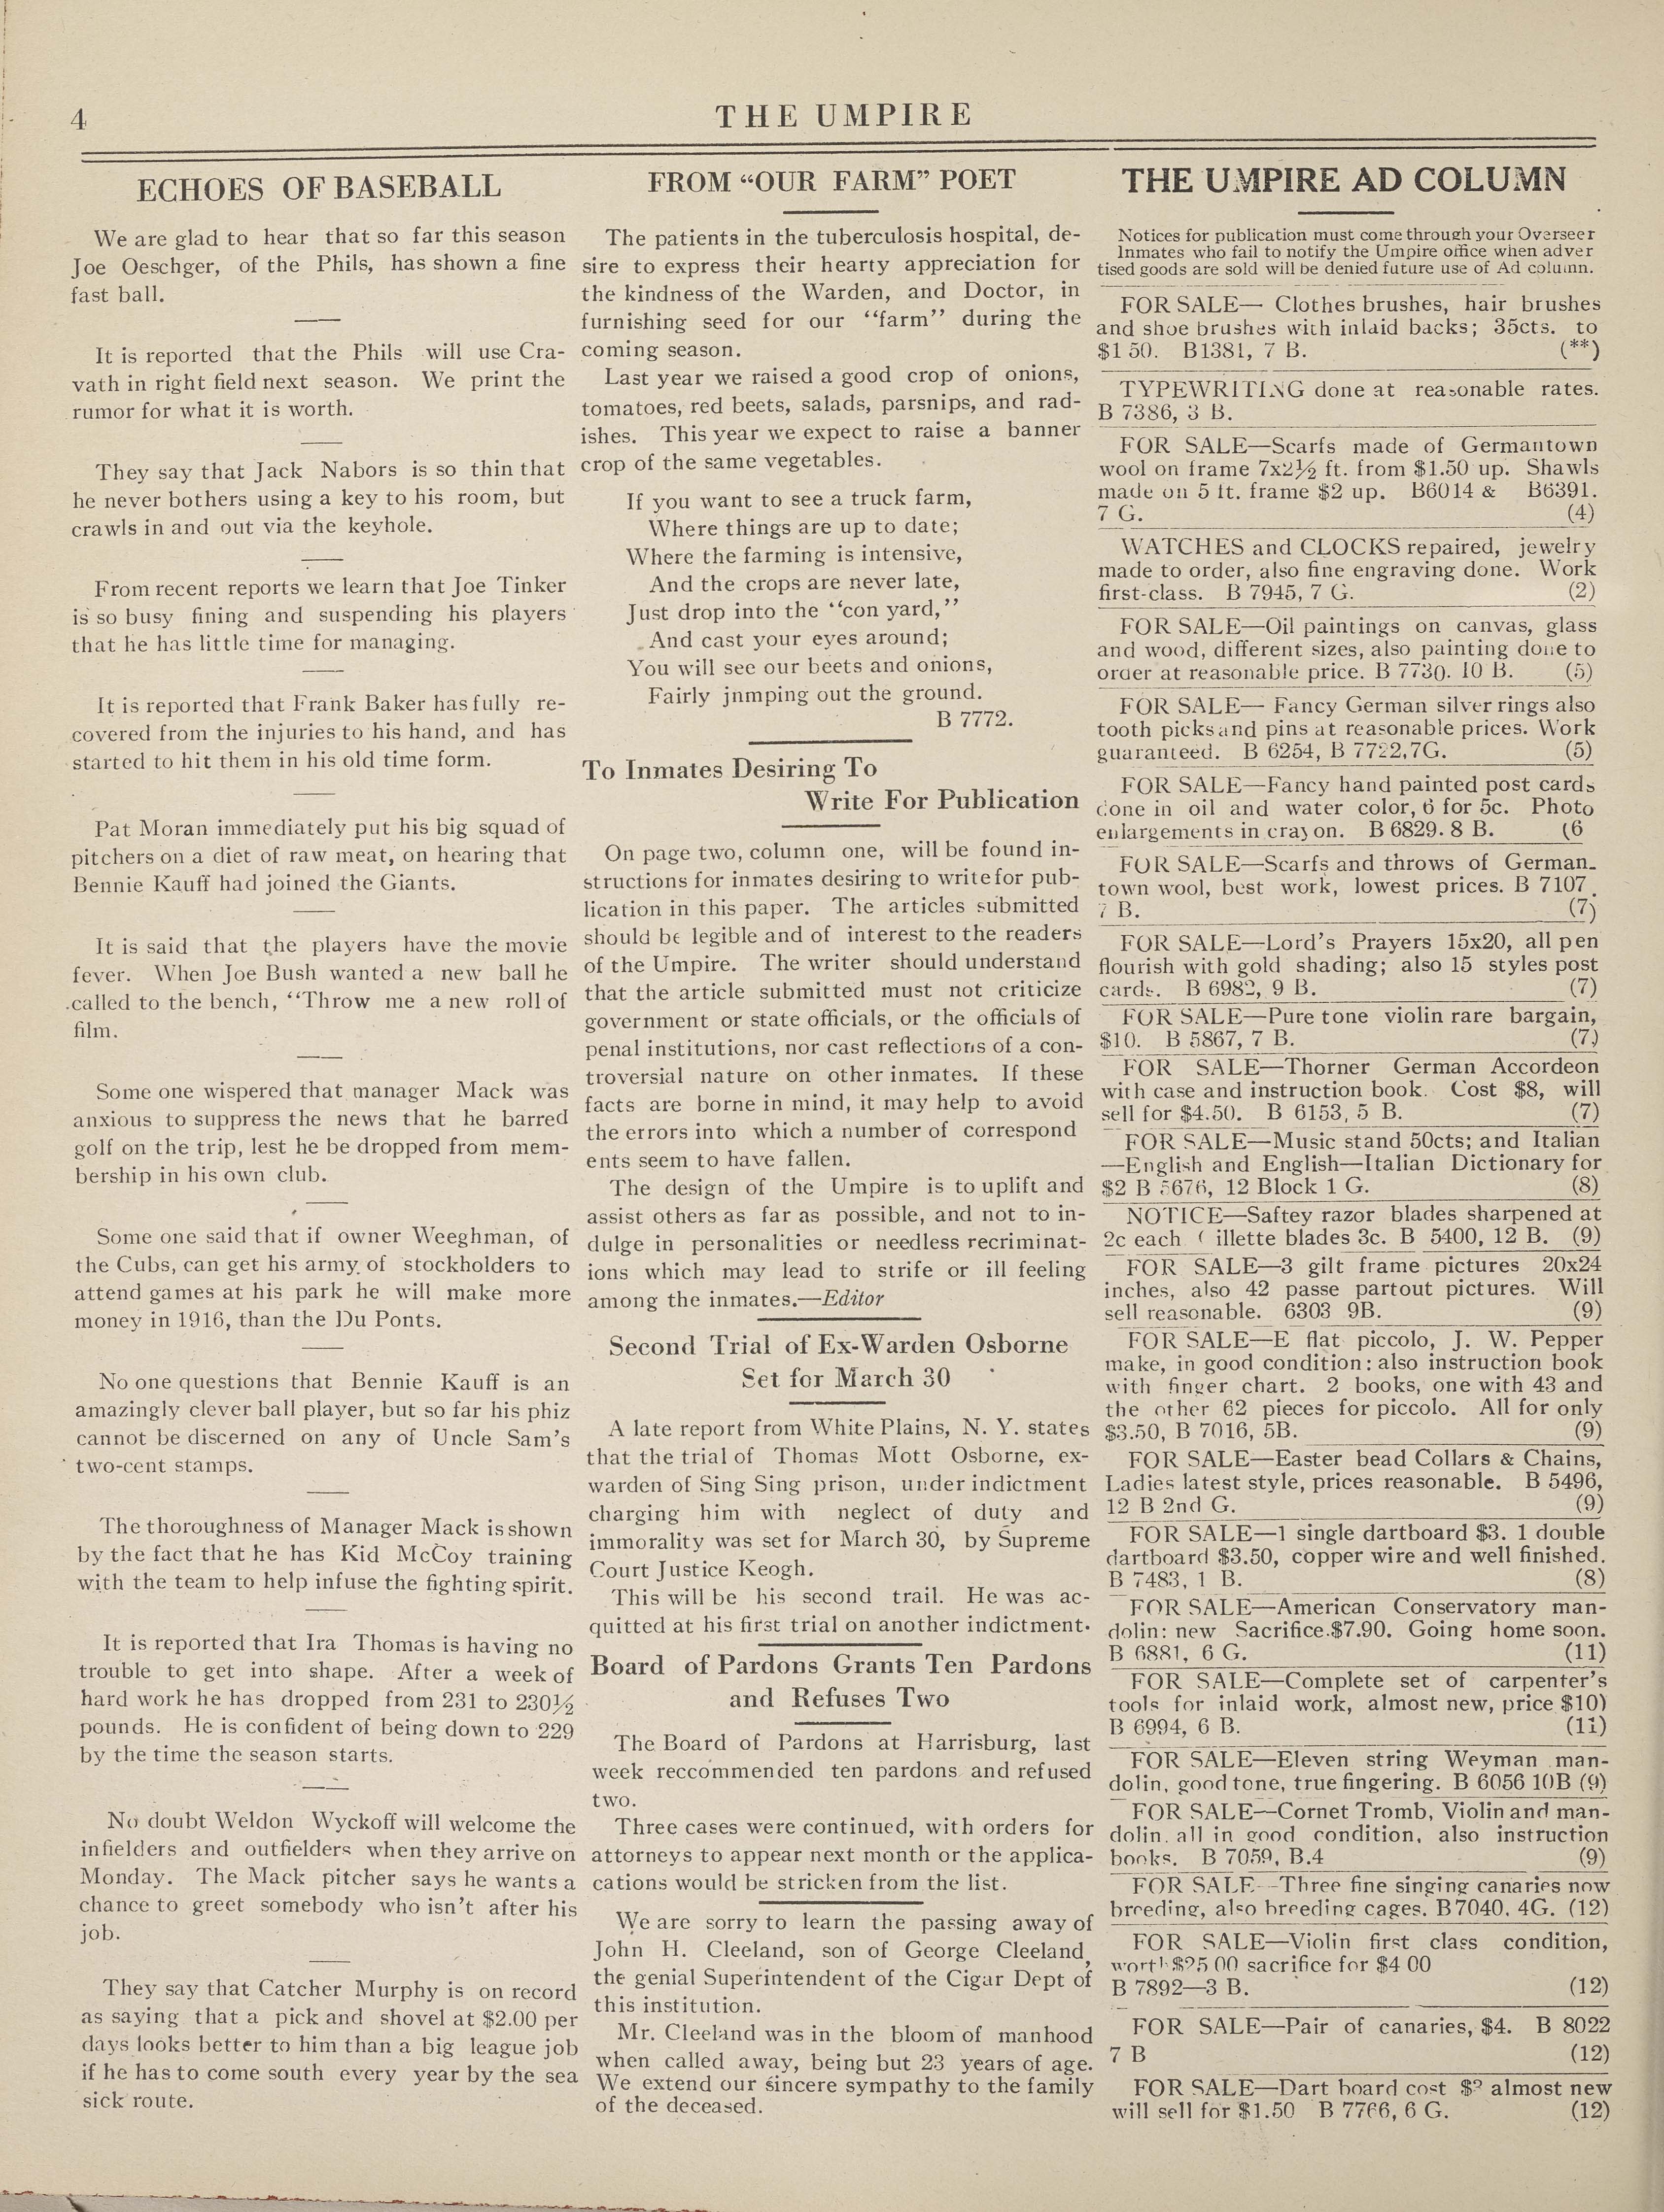 4
THE UMPIRE
ECHOES OF BASEBALL
We are glad to hear that so far this season
Joe Oeschger, of the Phils, has shown a fine
fast ball.
It is reported that the Phils will use Cra-
vath in right field next season. We print the
rumor for what it is worth.
They say that Jack Nabors is so thin that
he never bothers using a key to his room, but
crawls in and out via the keyhole.
From recent reports we learn that Joe Tinker
is so busy fining and suspending his players
that he has little time for managing.
It is reported that Frank Baker has fully re-
covered from the injuries to his hand, and has
started to hit them in his old time form.
Pat Moran immediately put his big squad of
pitchers on a diet of raw meat, on hearing that
Bennie Kauff had joined the Giants.
It is said that the players have the movie
fever. When Joe Bush wanted a new ball he
called to the bench, "Throw me a new roll of
film.
Some one wispered that manager Mack was
anxious to suppress the news that he barred
golf on the trip, lest he be dropped from mem-
bership in his own club.
Some one said that if owner Weeghman, of
the Cubs, can get his army of stockholders to
attend games at his park he will make more
money in 1916, than the Du Ponts.
No one questions that Bennie Kauff is an
amazingly clever ball player, but so far his phiz
cannot be discerned on any of Uncle Sam's
two-cent stamps.
The thoroughness of Manager Mack is shown
by the fact that he has Kid McCoy training
with the team to help infuse the fighting spirit.
It is reported that Ira Thomas is having no
trouble to get into shape. After a week of
hard work he has dropped from 231 to 230½
pounds. He is confident of being down to 229
by the time the season starts.
No doubt Weldon Wyckoff will welcome the
infielders and outfielders when they arrive on
Monday. The Mack pitcher says he wants a
chance to greet somebody who isn't after his
job.
They say that Catcher Murphy is on record
as saying that a pick and shovel at $2.00 per
days looks better to him than a big league job
if he has to come south every year by the sea
sick route.
FROM "OUR FARM" POET
The patients in the tuberculosis hospital, de-
sire to express their hearty appreciation for
the kindness of the Warden, and Doctor, in
furnishing seed for our "farm" during the
coming season.
Last year we raised a good crop of onions,
tomatoes, red beets, salads, parsnips, and rad-
ishes. This year we expect to raise a banner
crop of the same vegetables.
If you want to see a truck farm,
Where things are up to date;
Where the farming is intensive,
And the crops are never late,
Just drop into the "con yard,"
And cast your eyes around;
You will see our beets and onions,
Fairly jnmping out the ground.
B 7772.
To Inmates Desiring To
Write For Publication
On page two, column one, will be found in-
structions for inmates desiring to write for pub-
lication in this paper. The articles submitted
should be legible and of interest to the readers
of the Umpire. The writer should understand
that the article submitted must not criticize
government or state officials, or the officials of
penal institutions, nor cast reflections of a con-
troversial nature on other inmates. If these
facts are borne in mind, it may help to avoid
the errors into which a number of correspond
ents seem to have fallen.
The design of the Umpire is to uplift and
assist others as far as possible, and not to in-
dulge in personalities or needless recriminat-
ions which may lead to strife or ill feeling
among the inmates.—Editor
Second Trial of Ex-Warden Osborne
Set for March 30
A late report from White Plains, N. Y. states
that the trial of Thomas Mott Osborne, ex-
warden of Sing Sing prison, under indictment
charging him with neglect of duty and
immorality was set for March 30, by Supreme
Court Justice Keogh.
This will be his second trail. He was ac-
quitted at his first trial on another indictment.
Board of Pardons Grants Ten Pardons
and Refuses Two
The Board of Pardons at Harrisburg, last
week reccommended ten pardons and refused
two.
Three cases were continued, with orders for
attorneys to appear next month or the applica-
cations would be stricken from the list.
We are sorry to learn the passing away of
John H. Cleeland, son of George Cleeland,
the genial Superintendent of the Cigar Dept of
this institution.
Mr. Cleeland was in the bloom of manhood
when called away, being but 23 years of age.
We extend our sincere sympathy to the family
of the deceased.
THE UMPIRE AD COLUMN
Notices for publication must come through your Overseer
Inmates who fail to notify the Umpire office when adver
tised goods are sold will be denied future use of Ad column.
FOR SALE— Clothes brushes, hair brushes
and shoe brushes with inlaid backs; 35cts. to
$1 50. B1381, 7 B. (**)
TYPEWRITING done at reasonable rates.
B 7386, 3 B.
FOR SALE—Scarfs made of Germantown
wool on frame 7x2½ ft. from $1.50 up. Shawls
made on 5 ft. frame $2 up. B6014 & B6391.
7 G. (4)
WATCHES and CLOCKS repaired, jewelry
made to order, also fine engraving done. Work
first-class. B 7945, 7 G. (2)
FOR SALE—Oil paintings on canvas, glass
and wood, different sizes, also painting done to
order at reasonable price. B 7730. 10 B. (5)
FOR SALE— Fancy German silver rings also
tooth picks and pins at reasonable prices. Work
guaranteed. B 6254, B 7722,7G. (5)
FOR SALE—Fancy hand painted post cards
done in oil and water color, 6 for 5c. Photo
enlargements in crayon. B 6829. 8 B. (6
FOR SALE—Scarfs and throws of German-
town wool, best work, lowest prices. B 7107.
7 B. (7)
FOR SALE—Lord's Prayers 15x20, all pen
flourish with gold shading; also 15 styles post
cards. B 6982, 9 B. (7)
FOR SALE—Pure tone violin rare bargain,
$10. B 5867, 7 B. (7)
FOR SALE—Thorner German Accordeon
with case and instruction book. Cost $8, will
sell for $4.50. B 6153, 5 B. (7)
FOR SALE—Music stand 50cts; and Italian
—English and English—Italian Dictionary for
$2 B 5676, 12 Block 1 G. (8)
NOTICE—Saftey razor blades sharpened at
2c each ( illette blades 3c. B 5400, 12 B. (9)
FOR SALE—3 gilt frame pictures 20x24
inches, also 42 passe partout pictures. Will
sell reasonable. 6303 9B. (9)
FOR SALE—E flat piccolo, J. W. Pepper
make, in good condition: also instruction book
with finger chart. 2 books, one with 43 and
the other 62 pieces for piccolo. All for only
$3.50, B 7016, 5B. (9)
FOR SALE—Easter bead Collars & Chains,
Ladies latest style, prices reasonable. B 5496,
12 B 2nd G. (9)
FOR SALE—1 single dartboard $3. 1 double
dartboard $3.50, copper wire and well finished.
B 7483, 1 B. (8)
FOR SALE—American Conservatory man-
dolin: new Sacrifice.$7.90. Going home soon.
B 6881, 6 G. (11)
FOR SALE—Complete set of carpenter's
tools for inlaid work, almost new, price $10)
B 6994, 6 B. (11)
FOR SALE—Eleven string Weyman man-
dolin, good tone, true fingering. B 6056 10B (9)
FOR SALE—Cornet Tromb, Violin and man-
dolin. all in good condition, also instruction
books. B 7059, B.4 (9)
FOR SALE--Three fine singing canaries now
breeding, also breeding cages. B7040. 4G. (12)
FOR SALE—Violin first class condition,
worth $25 00 sacrifice for $4 00
B 7892—3 B. (12)
FOR SALE—Pair of canaries, $4. B 8022
7 B (12)
FOR SALE—Dart board cost almost new
will sell for $1.50 B 7766, 6 G. (12)